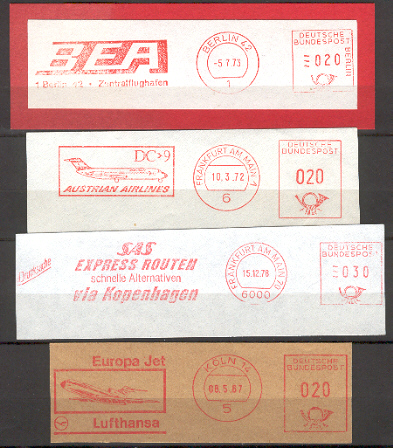 BEA
1 Berlin 42 • Zentralflughafen
BERLIN 42
-5.7.73
1
DEUTSCHE
BUNDESPOST
020
BERLIN
DC-9
AUSTRIAN AIRLINES
FRANKFURT AM MAIN 1
10.3.72
6
DEUTSCHE
BUNDESPOST
020
Drucksache
SAS
EXPRESS ROUTEN
schnelle Alternativen
via Kopenhagen
FRANKFURT AM MAIN 70
15.12.76
6000
DEUTSCHE
BUNDESPOST
030
Europa Jet
Lufthansa
KÖLN 14
08.5.67
5
DEUTSCHE
BUNDESPOST
020